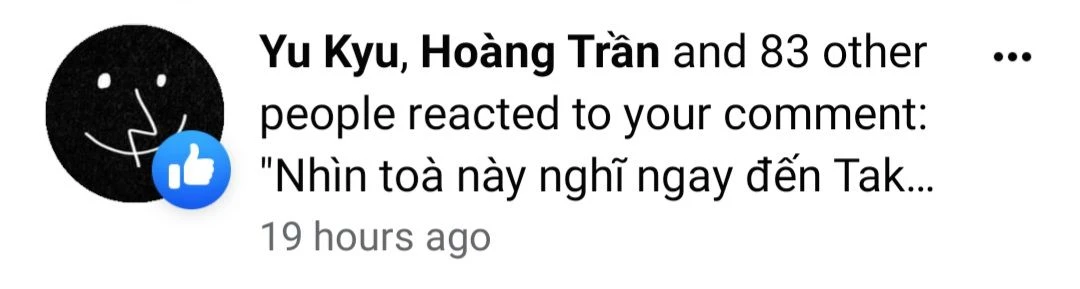 Yu Kyu, Hoàng Trần and 83 other
people reacted to your comment:
"Nhìn toà này nghĩ ngay đến Tak...
19 hours ago